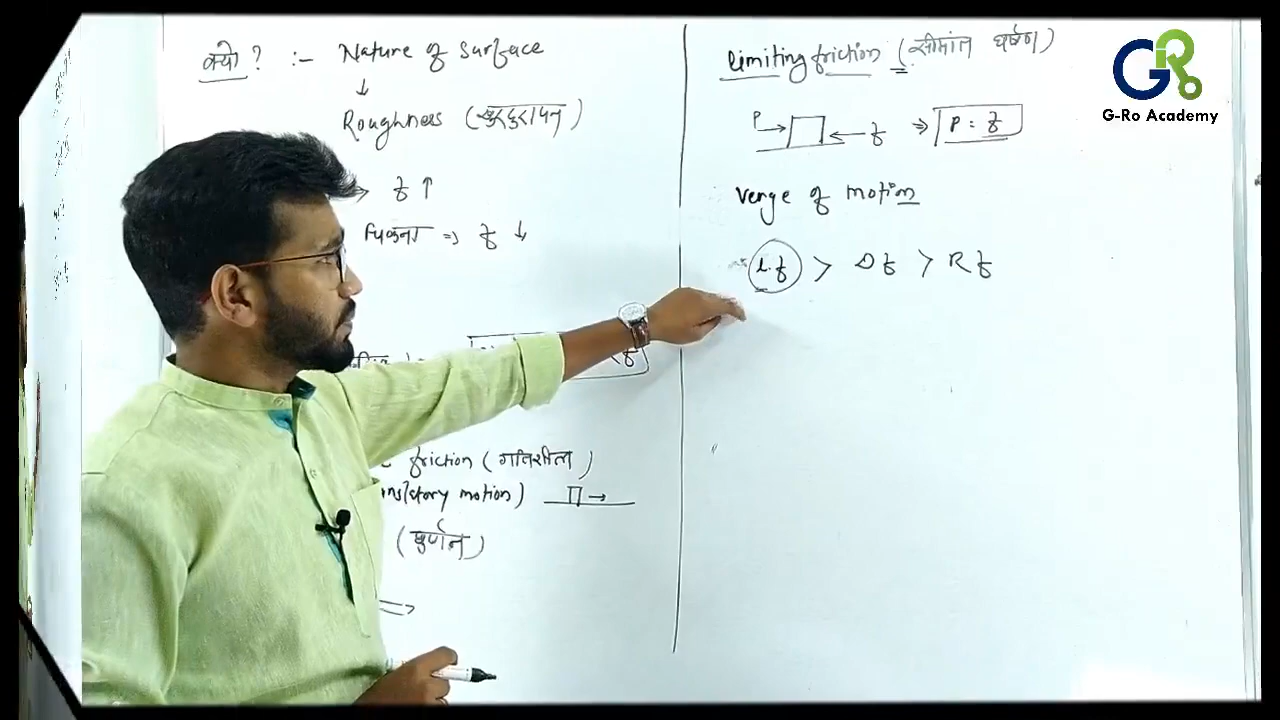 क्यो ? :- Nature of surface
↓
Roughness (खुरदुरापन)
⇒ f ↑
चिकना ⇒ f ↓
friction (गतिशील)
motion) →
(घुर्णन)
⇒
limiting friction (सीमांत घर्षण)
P → ← f ⇒ P = f
verge of motion
L.f > D f > R f
GR
G-Ro Academy